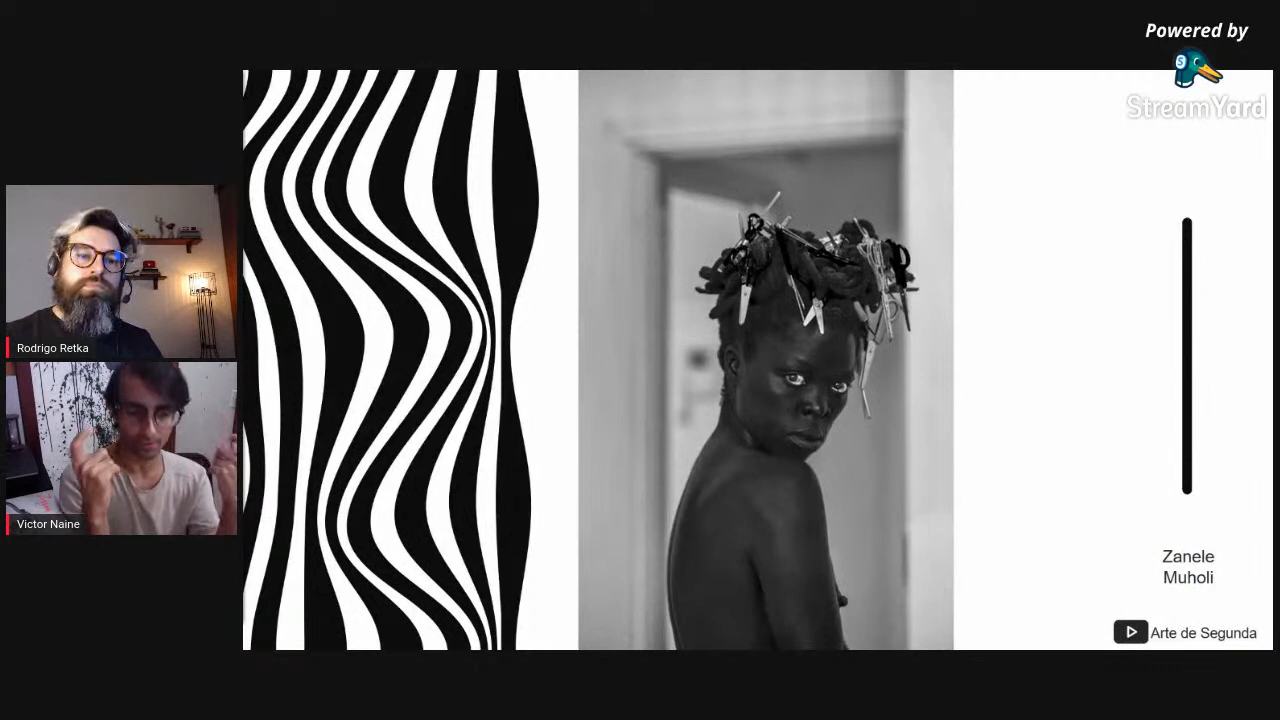 Powered by
StreamYard
Rodrigo Retka
Victor Naine
Zanele
Muholi
Arte de Segunda